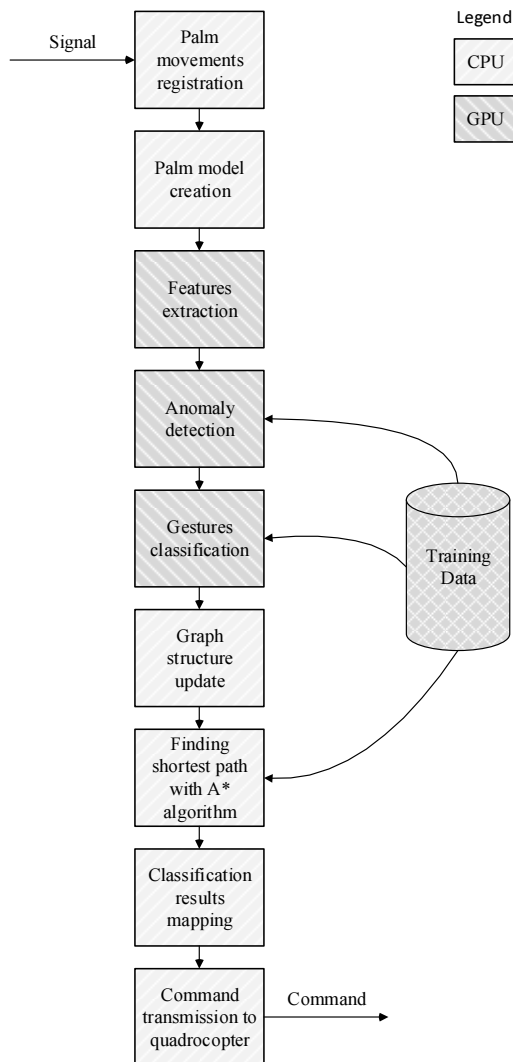 Legend
Signal
Palm
movements
registration
CPU
GPU
Palm model
creation
Features
extraction
Anomaly
detection
Gestures
classification
Training
Data
Graph
structure
update
Finding
shortest path
with A*
algorithm
Classification
results
mapping
Command
transmission to
quadrocopter
Command